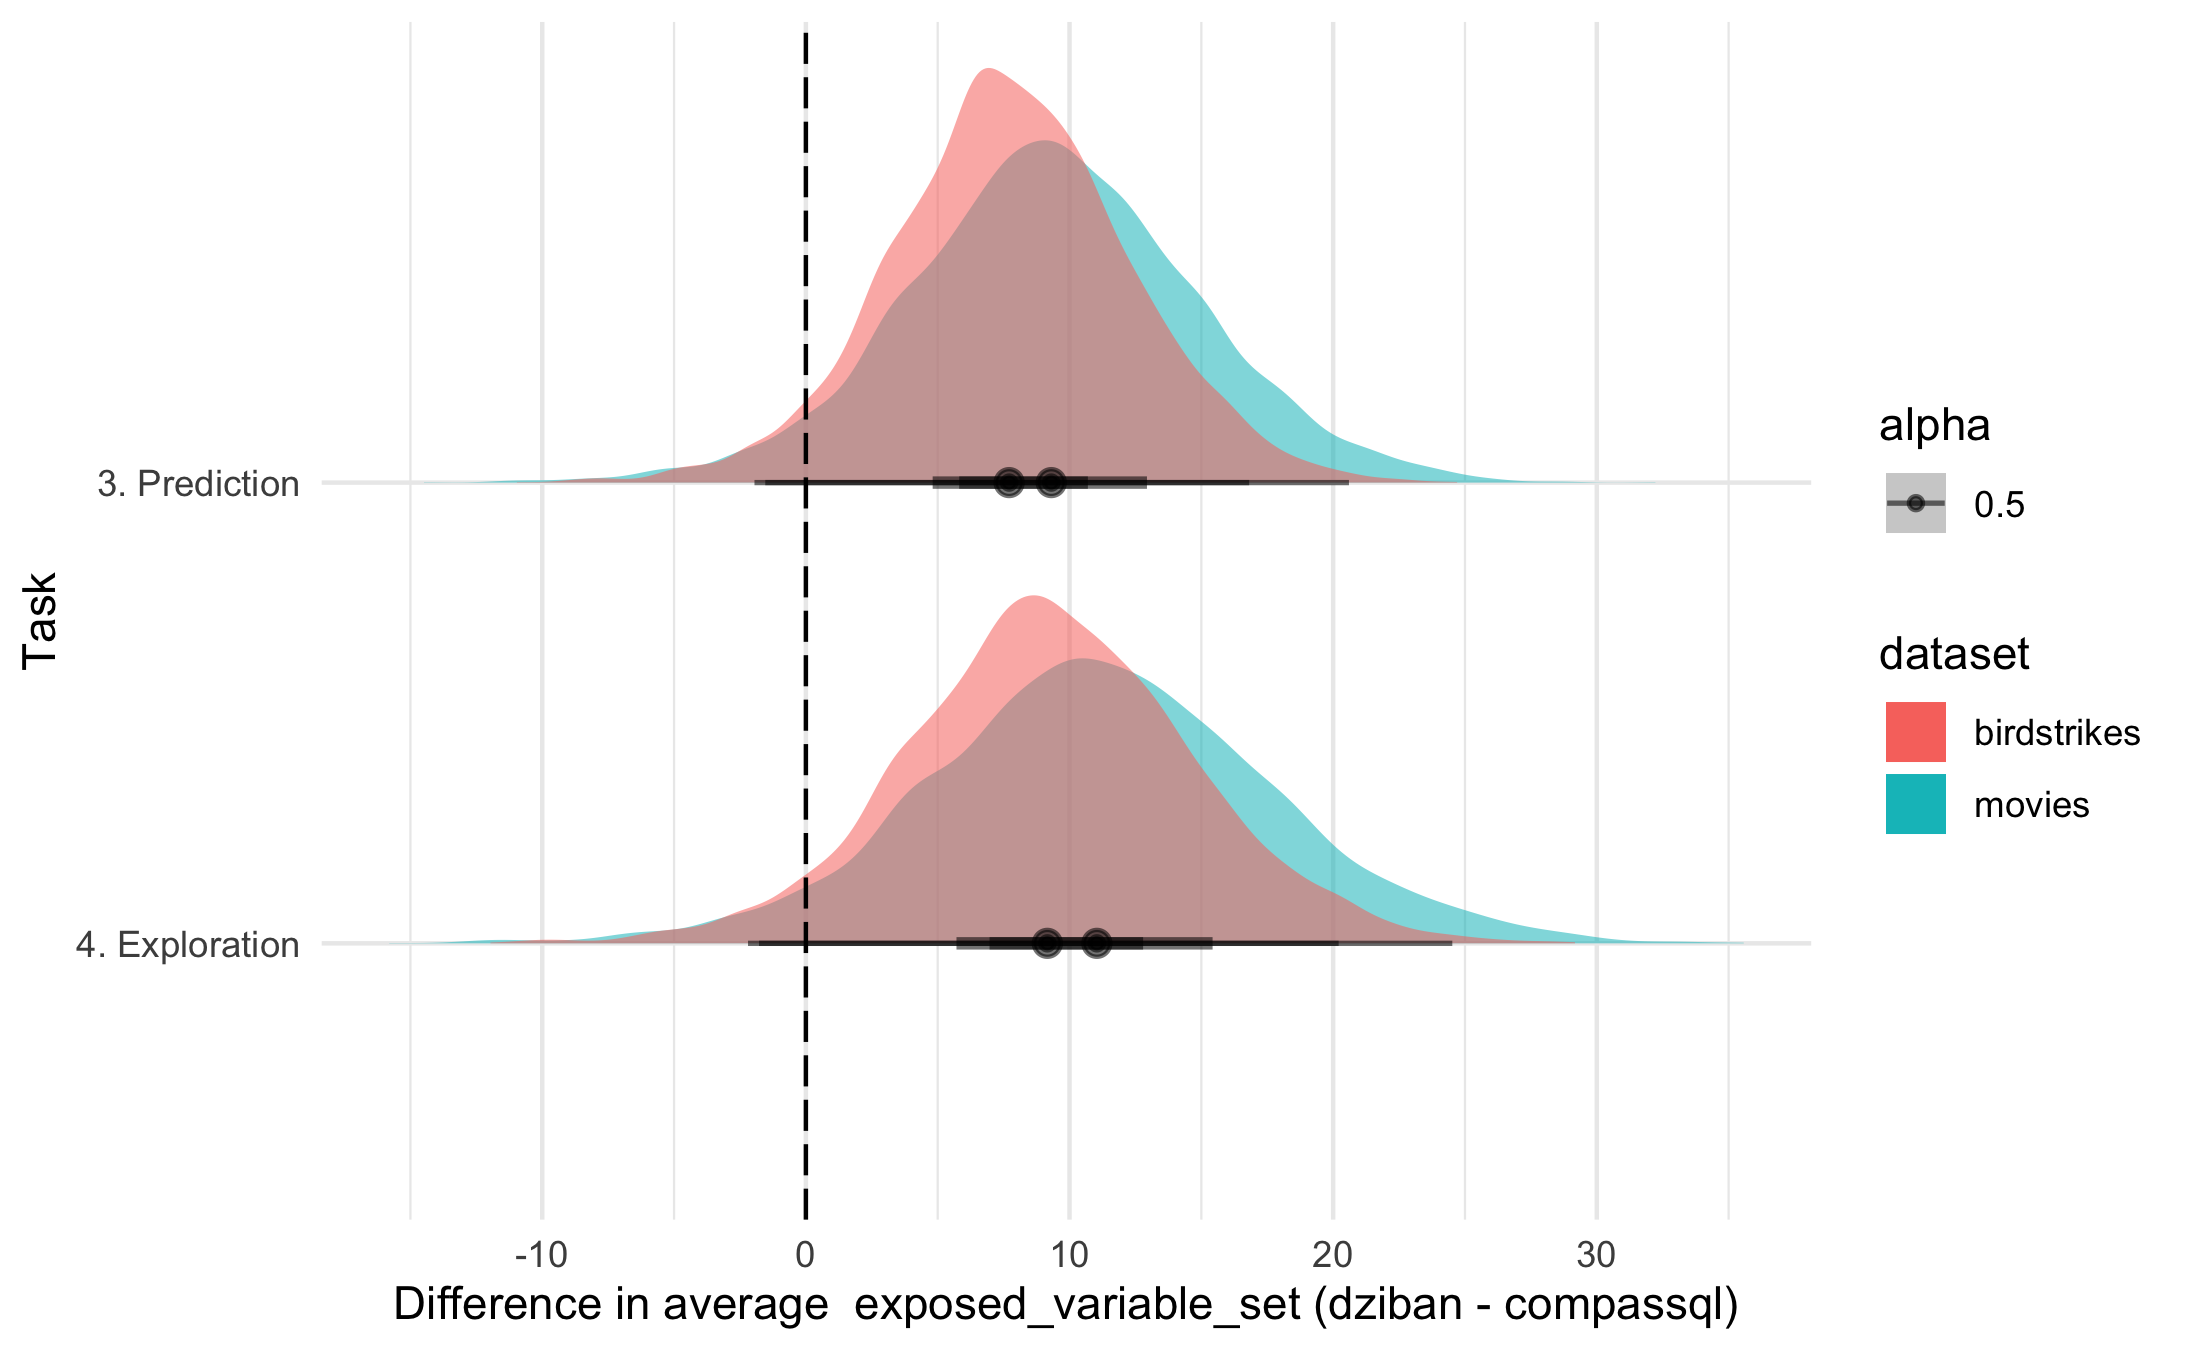 Task
3. Prediction
4. Exploration
-10 0 10 20 30
Difference in average  exposed_variable_set (dziban - compassql)
alpha
0.5
dataset
birdstrikes
movies